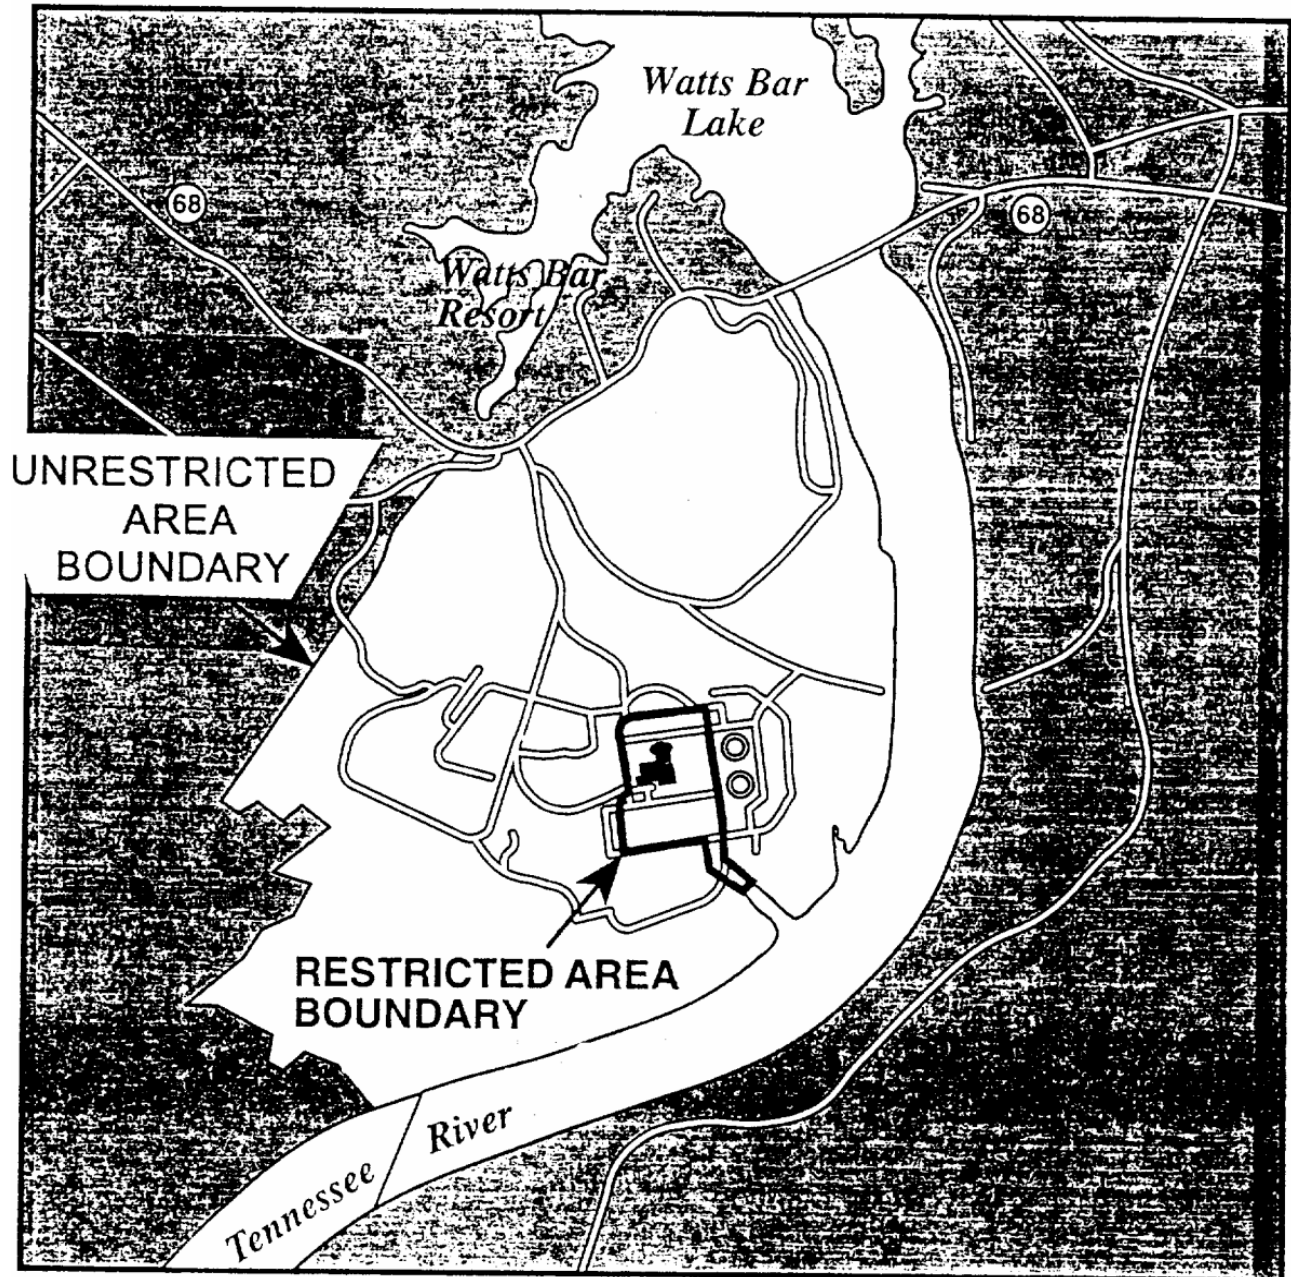 Watts Bar
Lake
68
68
Watts Bar
Resort
UNRESTRICTED
AREA
BOUNDARY
RESTRICTED AREA
BOUNDARY
Tennessee River